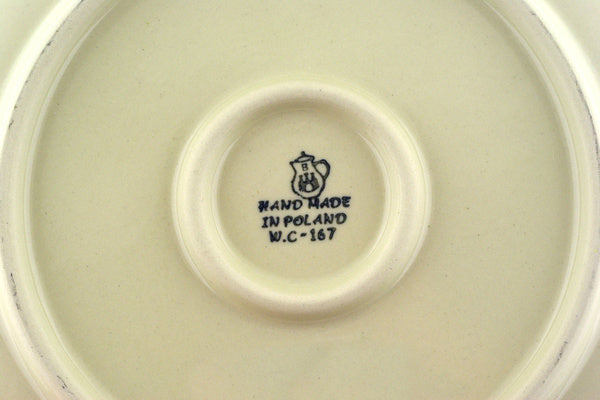 B
HAND MADE
IN POLAND
W.C-167